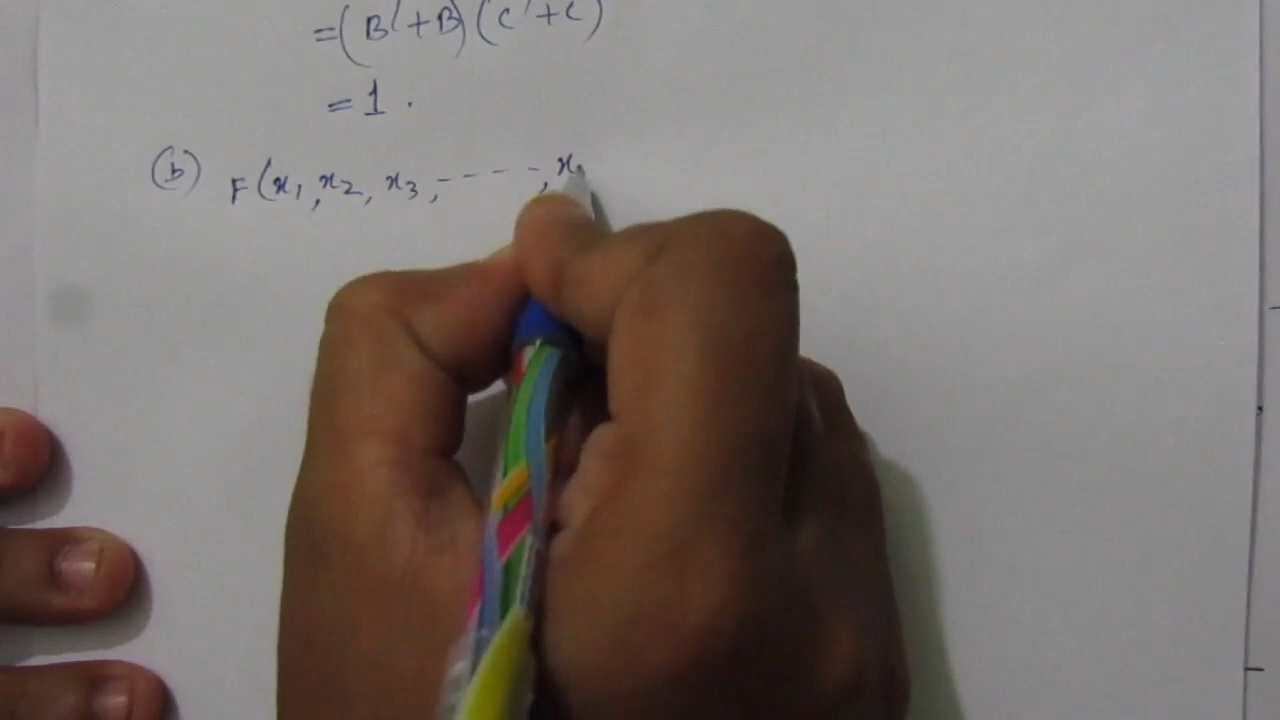 =(B'+B)(C'+C)
=1.
(b) F(x1,x2,x3,-----,x